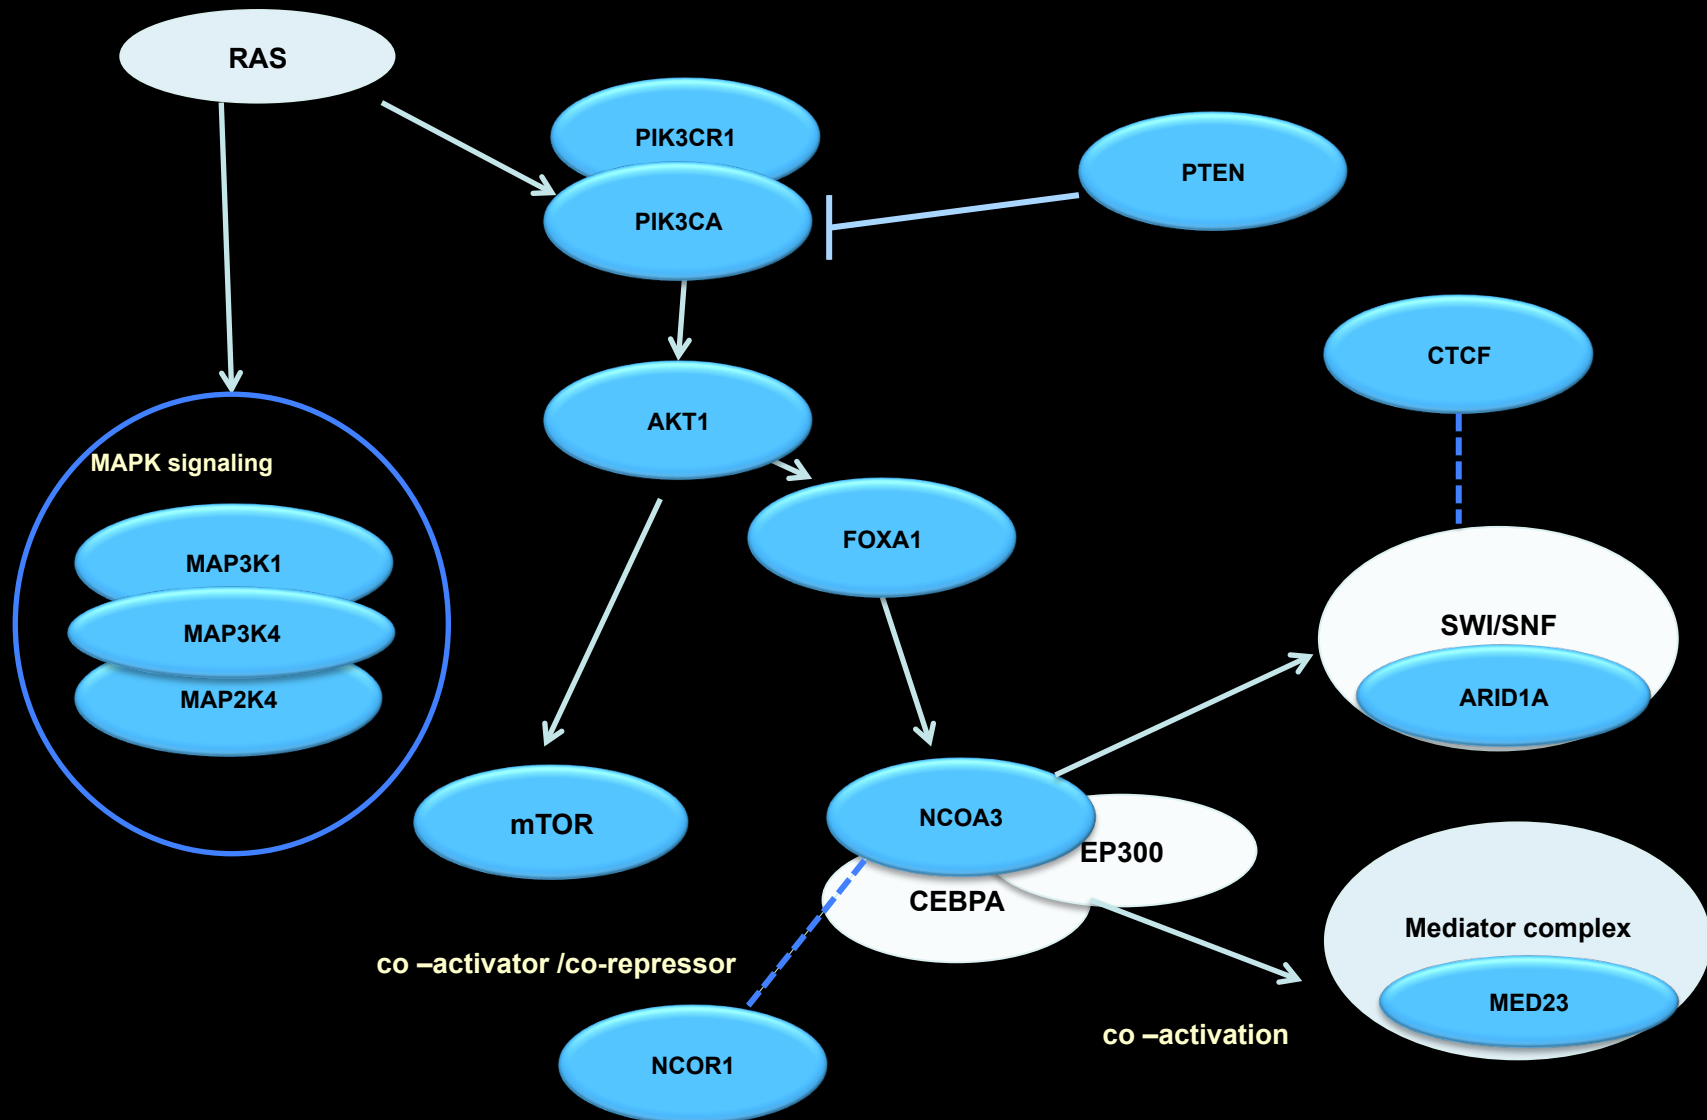 RAS
PIK3CR1
PTEN
PIK3CA
CTCF
AKT1
MAPK signaling
FOXA1
MAP3K1
SWI/SNF
MAP3K4
ARID1A
MAP2K4
mTOR
NCOA3
EP300
CEBPA
Mediator complex
co –activator /co-repressor
MED23
co –activation
NCOR1